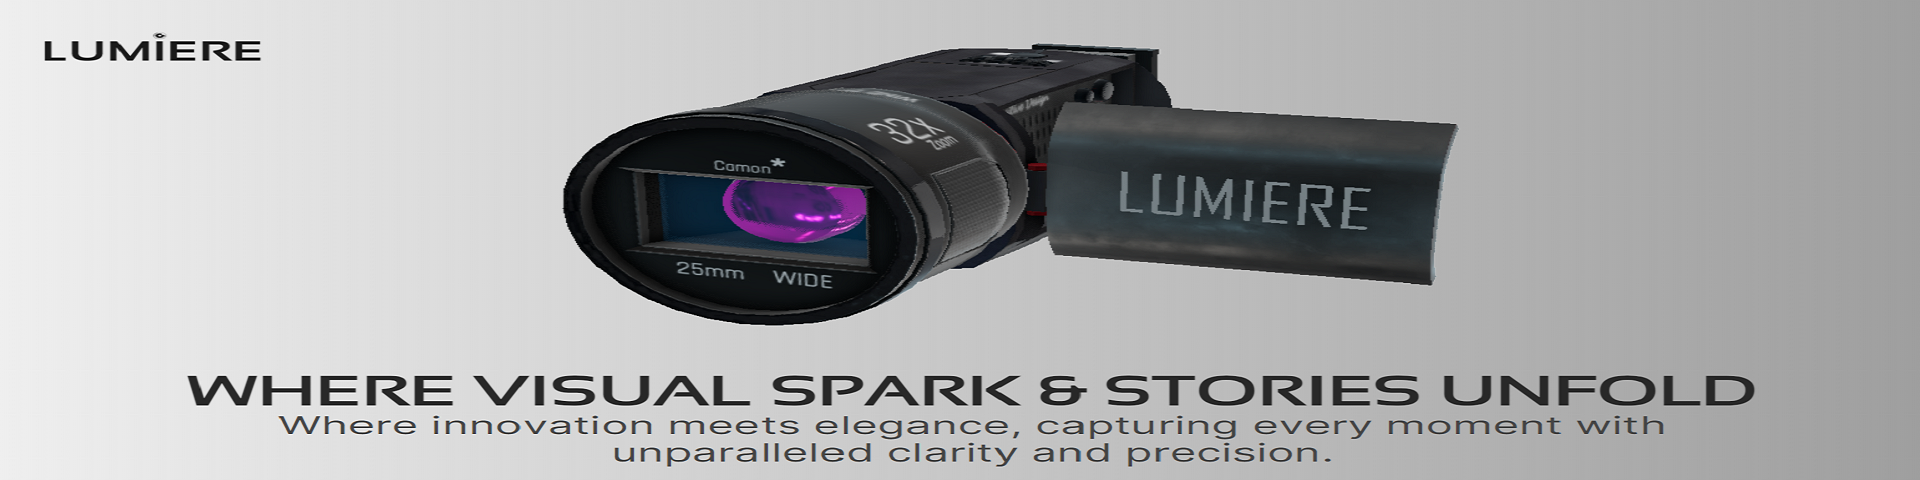 LUMIERE
32x
Zoom
Camon*
25mm WIDE
LUMIERE
WHERE VISUAL SPARK & STORIES UNFOLD
Where innovation meets elegance, capturing every moment with
unparalleled clarity and precision.